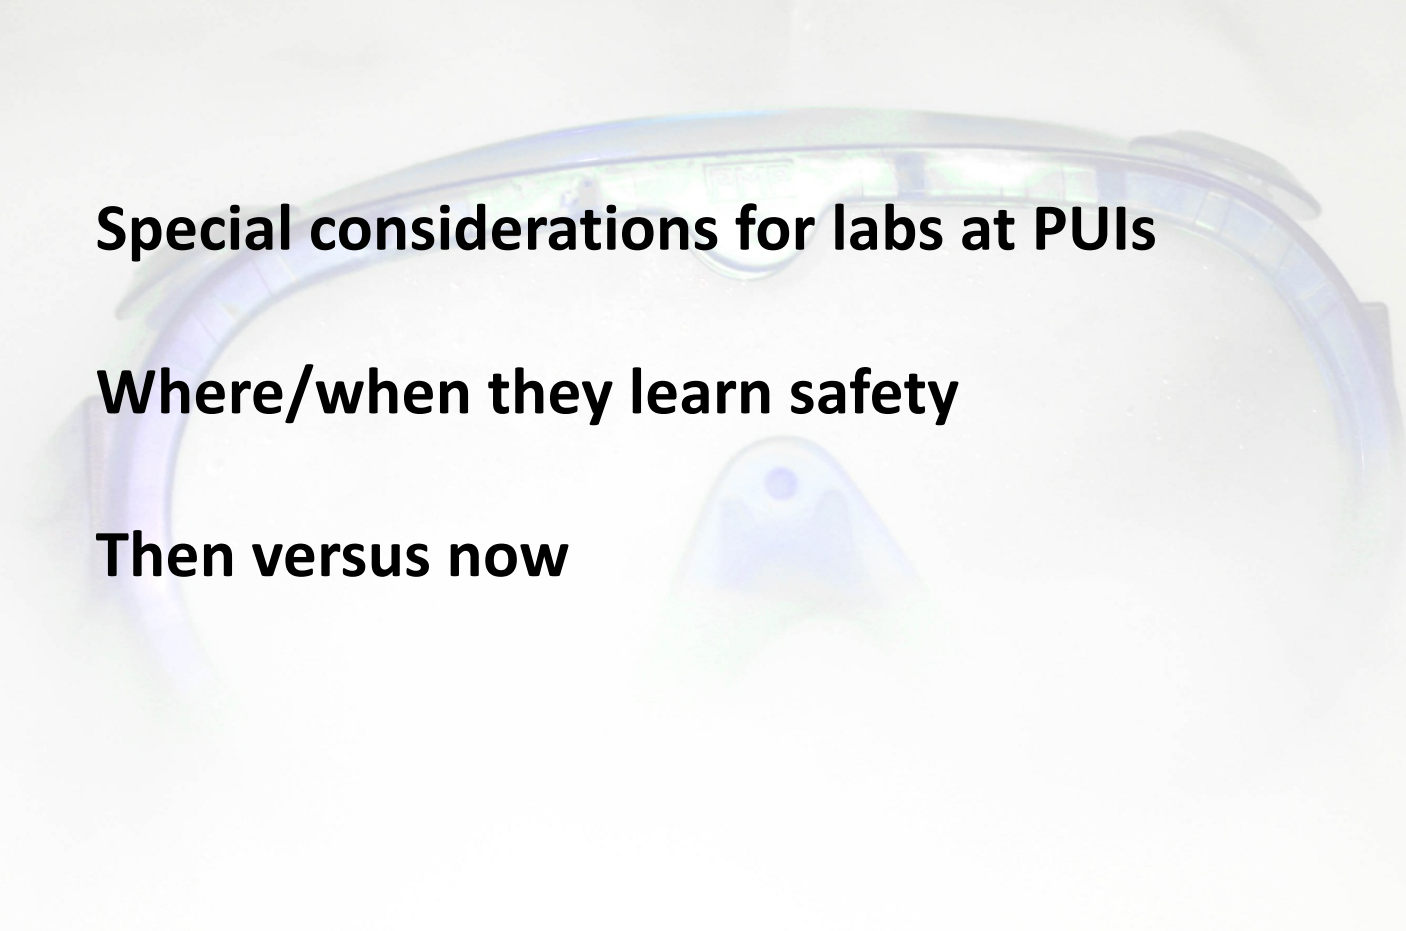 Special considerations for labs at PUIs
Where/when they learn safety
Then versus now